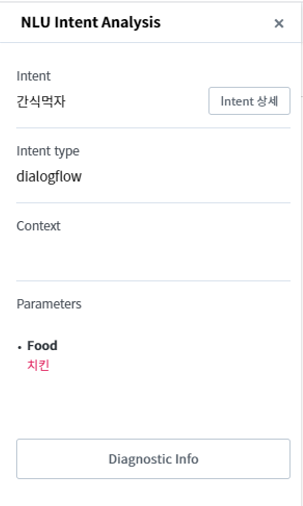 NLU Intent Analysis ×
Intent
간식먹자 Intent 상세
Intent type
dialogflow
Context
Parameters
• Food
치킨
Diagnostic Info